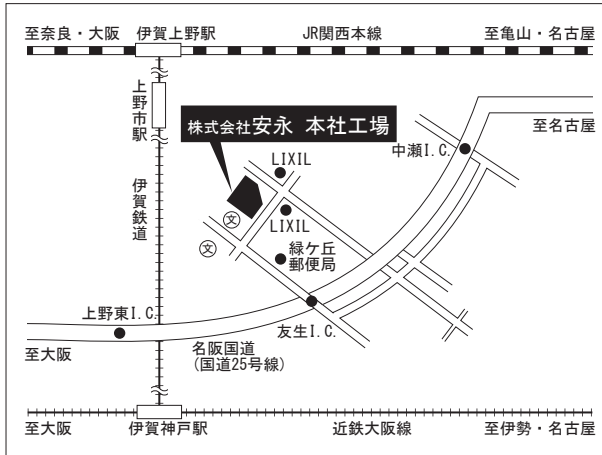 至奈良・大阪
伊賀上野駅
JR関西本線
至亀山・名古屋
上野市駅
株式会社安永 本社工場
至名古屋
中瀬I.C.
LIXIL
伊賀鉄道
文
LIXIL
文
緑ケ丘
郵便局
上野東I.C.
友生I.C.
名阪国道
(国道25号線)
至大阪
至大阪
伊賀神戸駅
近鉄大阪線
至伊勢・名古屋